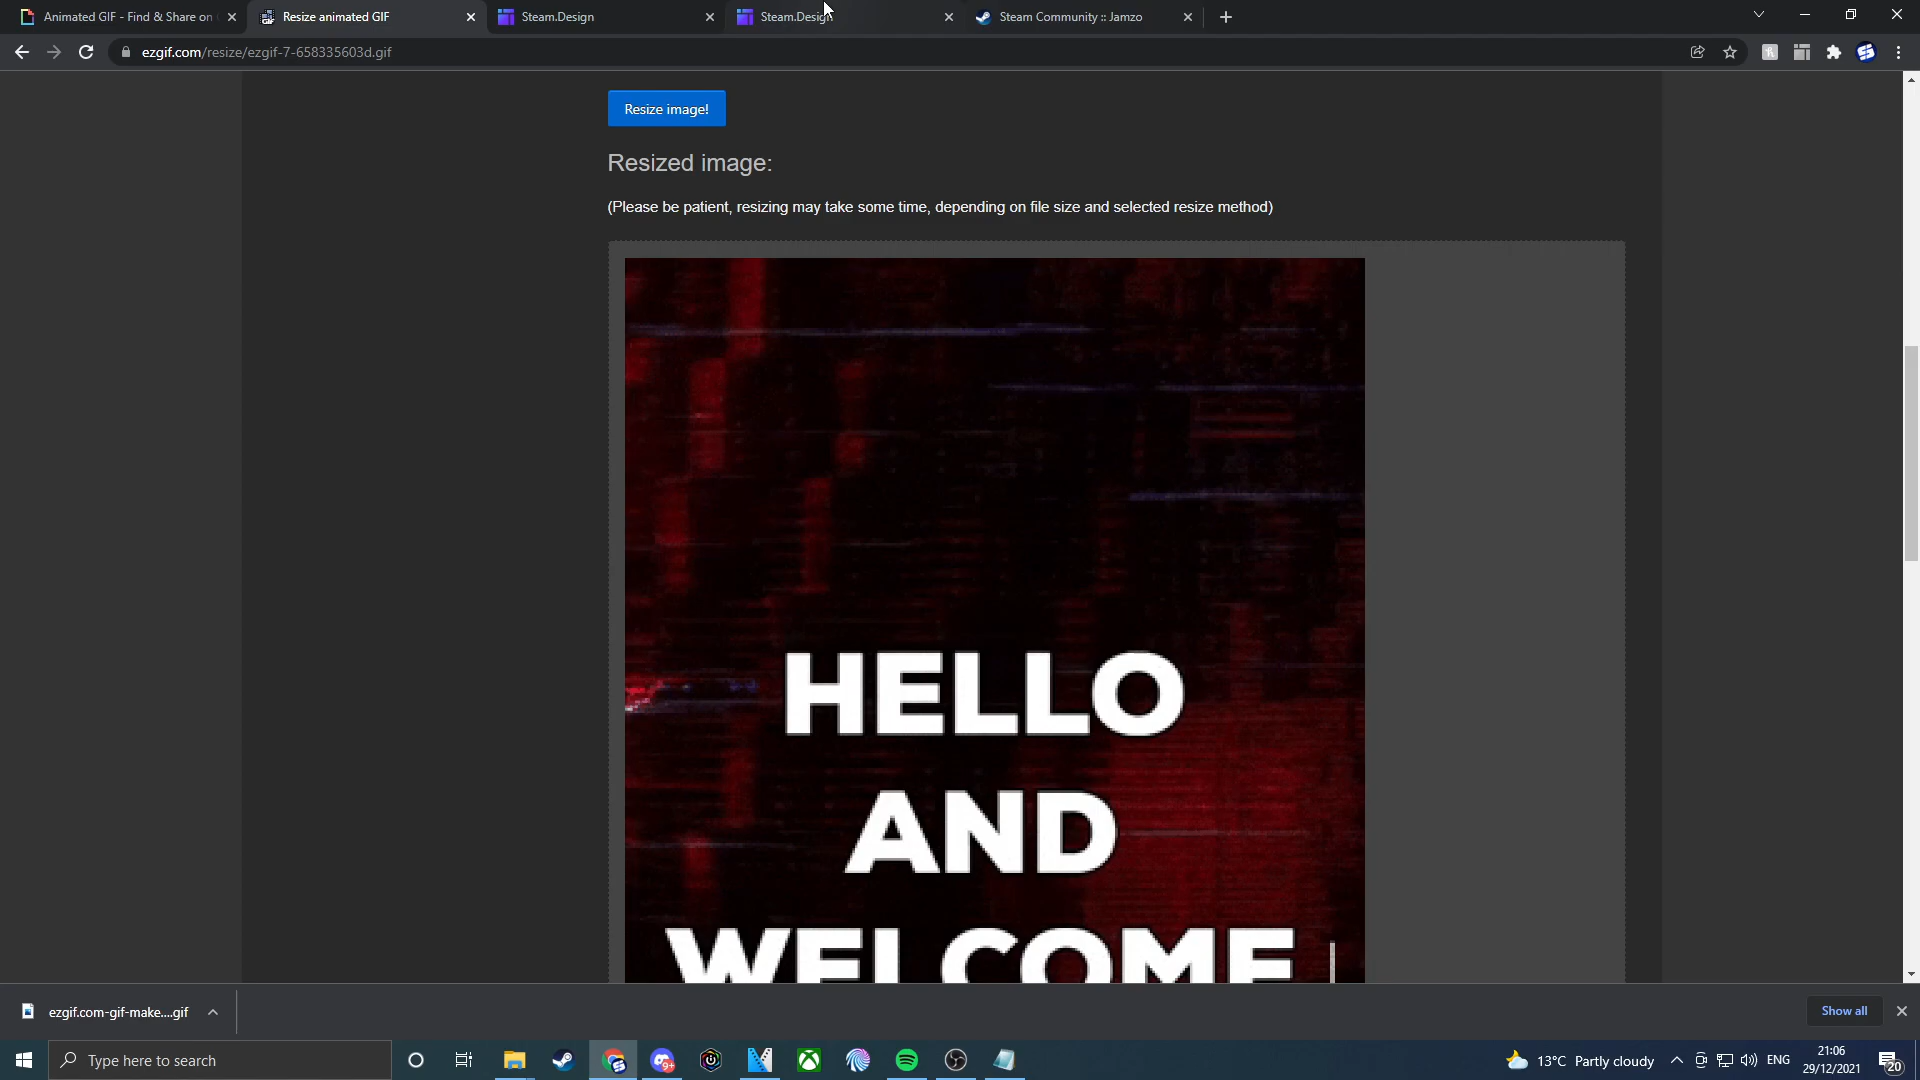 Animated GIF - Find & Share on
Resize animated GIF
Steam.Design
Steam.Design
Steam Community :: Jamzo
ezgif.com/resize/ezgif-7-658335603d.gif
Resize image!
Resized image:
(Please be patient, resizing may take some time, depending on file size and selected resize method)
HELLO
AND
WELCOME
ezgif.com-gif-make....gif
Show all
Type here to search
9+
13°C Partly cloudy
ENG
21:06
29/12/2021
20